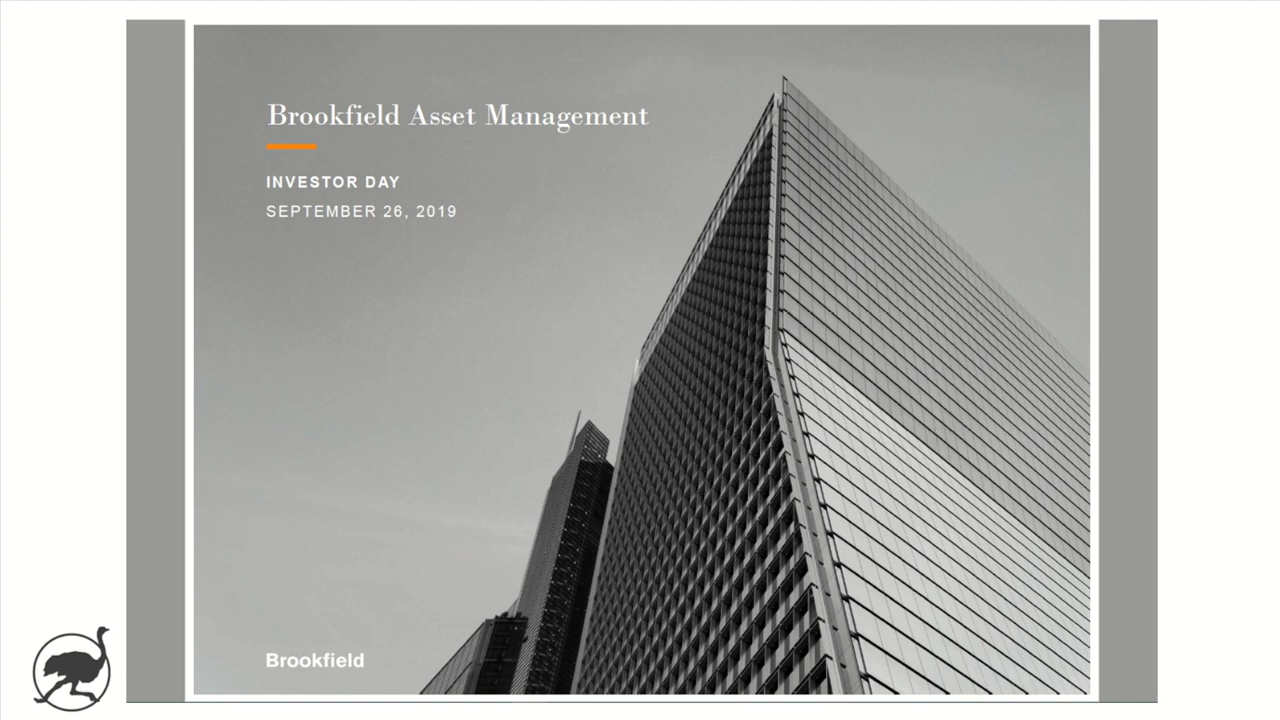 Brookfield Asset Management
INVESTOR DAY
SEPTEMBER 26, 2019
Brookfield